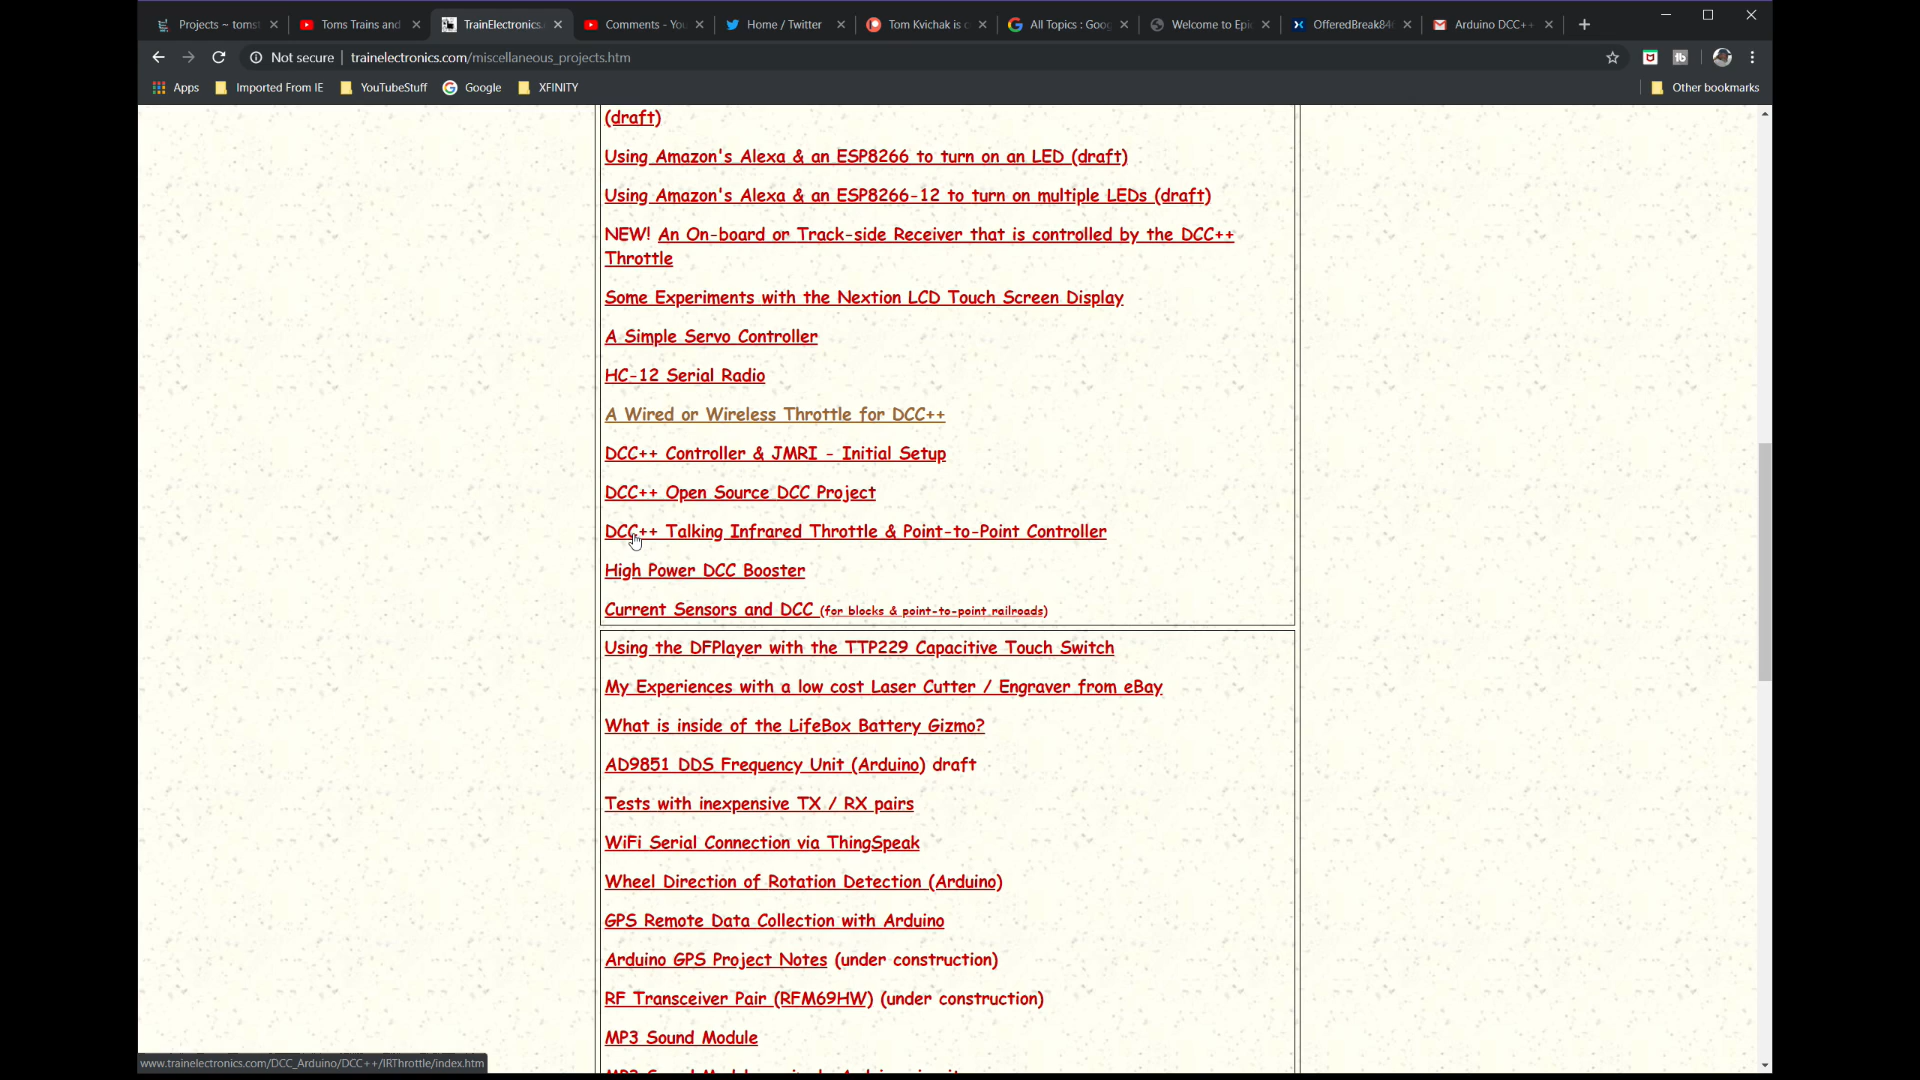 Projects ~ tomst
Toms Trains and
TrainElectronics.
Comments - You
Home / Twitter
Tom Kvichak is c
All Topics : Goog
Welcome to Epic
OfferedBreak84
Arduino DCC++
Not secure
trainelectronics.com/miscellaneous_projects.htm
Apps
Imported From IE
YouTubeStuff
Google
XFINITY
Other bookmarks
(draft)
Using Amazon's Alexa & an ESP8266 to turn on an LED (draft)
Using Amazon's Alexa & an ESP8266-12 to turn on multiple LEDs (draft)
NEW! An On-board or Track-side Receiver that is controlled by the DCC++
Throttle
Some Experiments with the Nextion LCD Touch Screen Display
A Simple Servo Controller
HC-12 Serial Radio
A Wired or Wireless Throttle for DCC++
DCC++ Controller & JMRI - Initial Setup
DCC++ Open Source DCC Project
DCC++ Talking Infrared Throttle & Point-to-Point Controller
High Power DCC Booster
Current Sensors and DCC (for blocks & point-to-point railroads)
Using the DFPlayer with the TTP229 Capacitive Touch Switch
My Experiences with a low cost Laser Cutter / Engraver from eBay
What is inside of the LifeBox Battery Gizmo?
AD9851 DDS Frequency Unit (Arduino) draft
Tests with inexpensive TX / RX pairs
WiFi Serial Connection via ThingSpeak
Wheel Direction of Rotation Detection (Arduino)
GPS Remote Data Collection with Arduino
Arduino GPS Project Notes (under construction)
RF Transceiver Pair (RFM69HW) (under construction)
MP3 Sound Module
www.trainelectronics.com/DCC_Arduino/DCC++/IRThrottle/index.htm